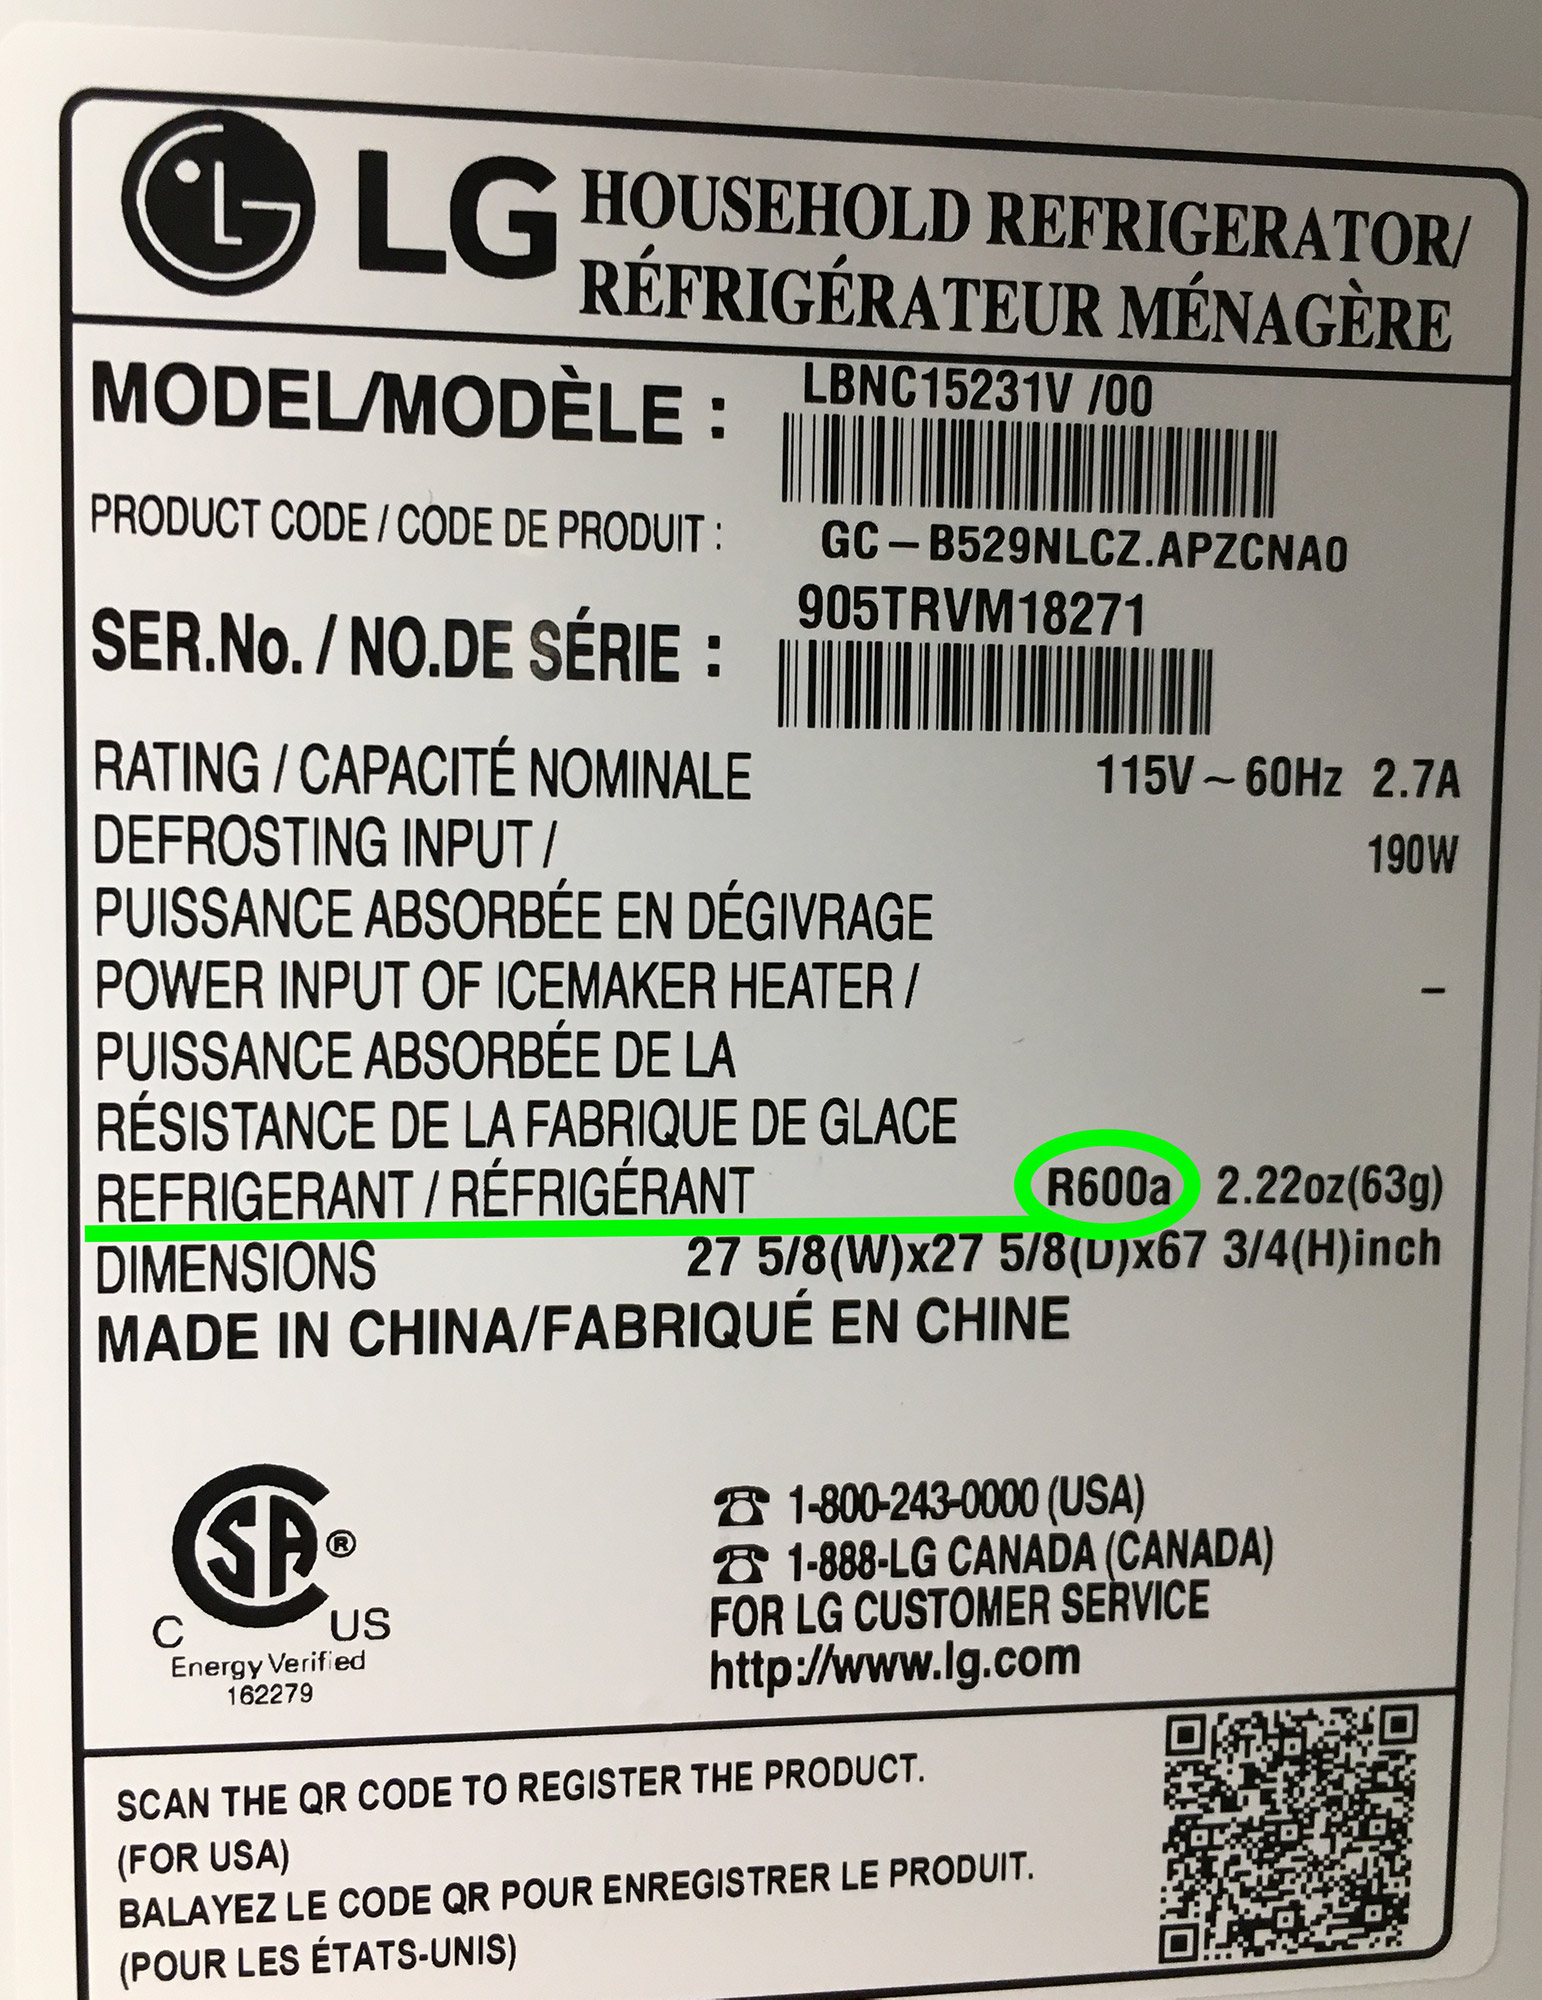 LG HOUSEHOLD REFRIGERATOR/
RÉFRIGÉRATEUR MÉNAGÈRE
MODEL/MODÈLE : LBNC15231V /00
PRODUCT CODE / CODE DE PRODUIT : GC-B529NLCZ.APZCNA0
SER.No. / NO.DE SÉRIE : 905TRVM18271
RATING / CAPACITÉ NOMINALE 115V ~ 60Hz 2.7A
DEFROSTING INPUT / 190W
PUISSANCE ABSORBÉE EN DÉGIVRAGE
POWER INPUT OF ICEMAKER HEATER / –
PUISSANCE ABSORBÉE DE LA
RÉSISTANCE DE LA FABRIQUE DE GLACE
REFRIGERANT / RÉFRIGÉRANT R600a 2.22oz(63g)
DIMENSIONS 27 5/8(W)x27 5/8(D)x67 3/4(H)inch
MADE IN CHINA/FABRIQUÉ EN CHINE
SA®
C US
Energy Verified
162279
1-800-243-0000 (USA)
1-888-LG CANADA (CANADA)
FOR LG CUSTOMER SERVICE
http://www.lg.com
SCAN THE QR CODE TO REGISTER THE PRODUCT.
(FOR USA)
BALAYEZ LE CODE QR POUR ENREGISTRER LE PRODUIT.
(POUR LES ÉTATS-UNIS)